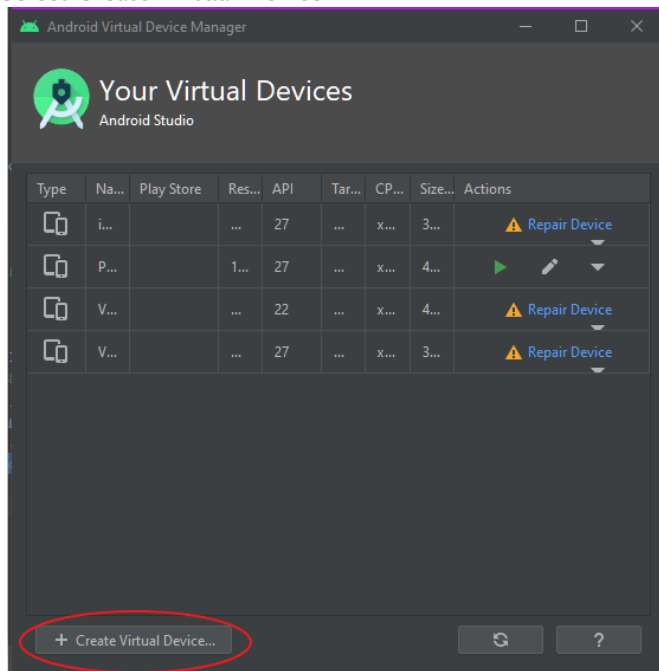 Android Virtual Device Manager
Your Virtual Devices
Android Studio
Type Na... Play Store Res... API Tar... CP... Size... Actions
i... ... 27 ... x... 3... Repair Device
P... 1... 27 ... x... 4...
V... ... 22 ... x... 4... Repair Device
V... ... 27 ... x... 3... Repair Device
+ Create Virtual Device... ?